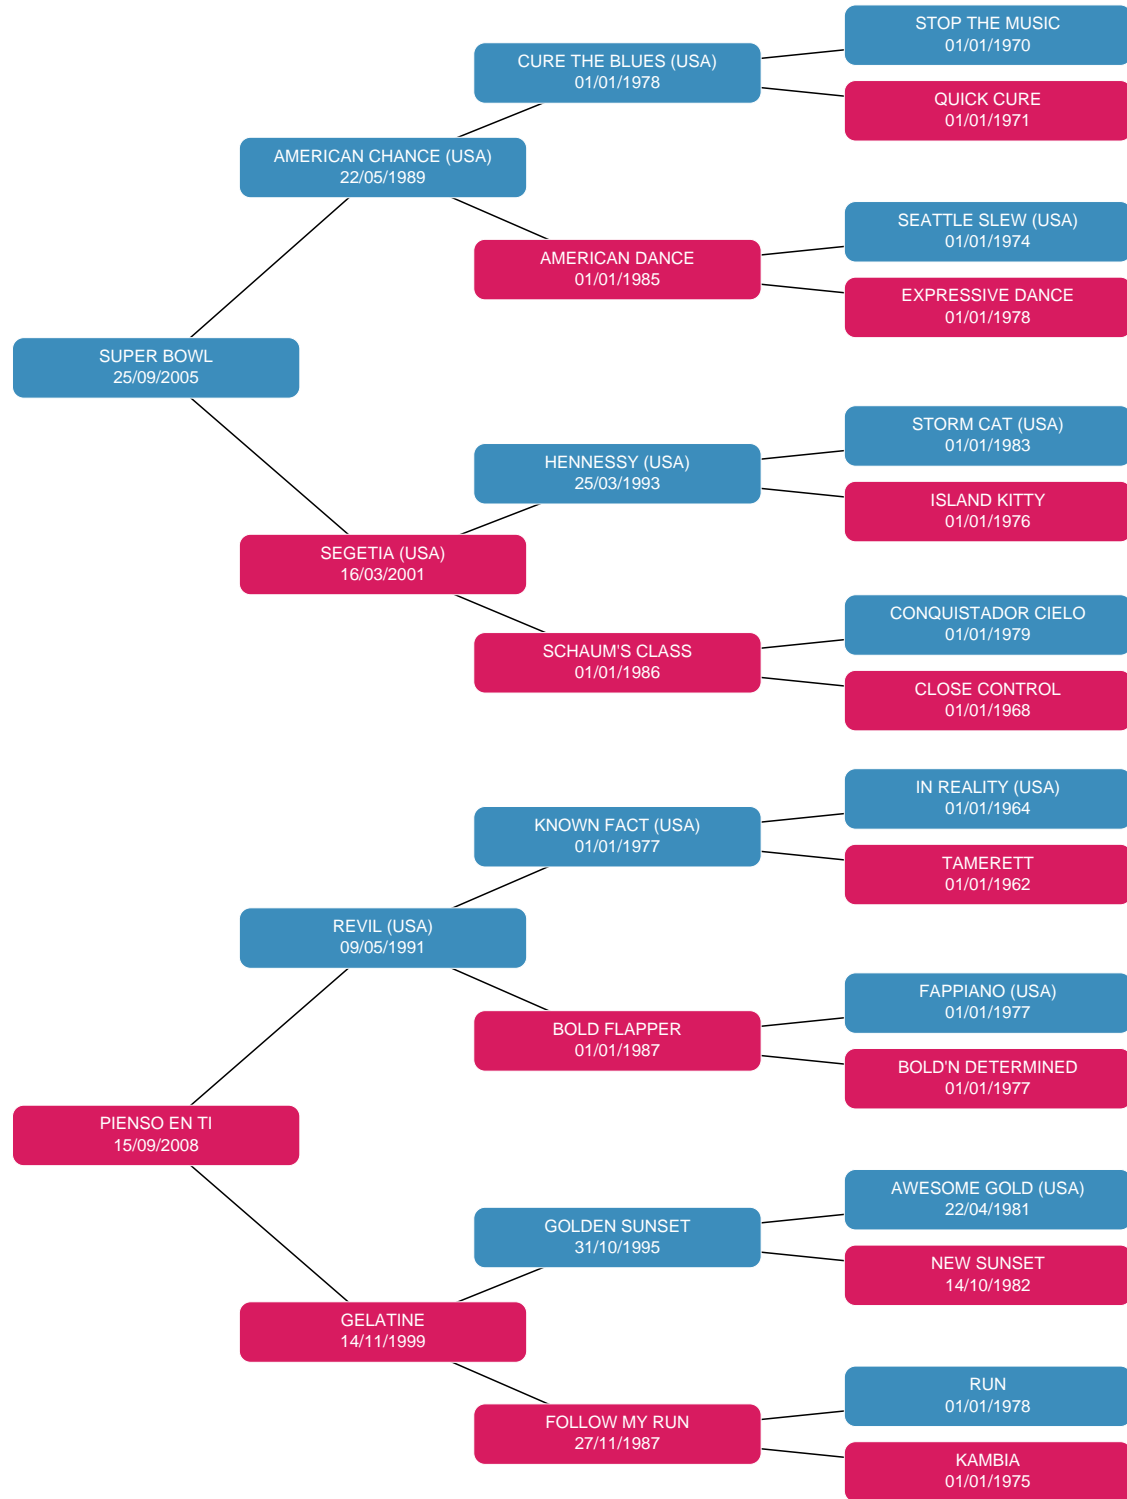 STOP THE MUSIC
01/01/1970
CURE THE BLUES (USA)
01/01/1978
QUICK CURE
01/01/1971
AMERICAN CHANCE (USA)
22/05/1989
SEATTLE SLEW (USA)
01/01/1974
AMERICAN DANCE
01/01/1985
EXPRESSIVE DANCE
01/01/1978
SUPER BOWL
25/09/2005
STORM CAT (USA)
01/01/1983
HENNESSY (USA)
25/03/1993
ISLAND KITTY
01/01/1976
SEGETIA (USA)
16/03/2001
CONQUISTADOR CIELO
01/01/1979
SCHAUM'S CLASS
01/01/1986
CLOSE CONTROL
01/01/1968
IN REALITY (USA)
01/01/1964
KNOWN FACT (USA)
01/01/1977
TAMERETT
01/01/1962
REVIL (USA)
09/05/1991
FAPPIANO (USA)
01/01/1977
BOLD FLAPPER
01/01/1987
BOLD'N DETERMINED
01/01/1977
PIENSO EN TI
15/09/2008
AWESOME GOLD (USA)
22/04/1981
GOLDEN SUNSET
31/10/1995
NEW SUNSET
14/10/1982
GELATINE
14/11/1999
RUN
01/01/1978
FOLLOW MY RUN
27/11/1987
KAMBIA
01/01/1975